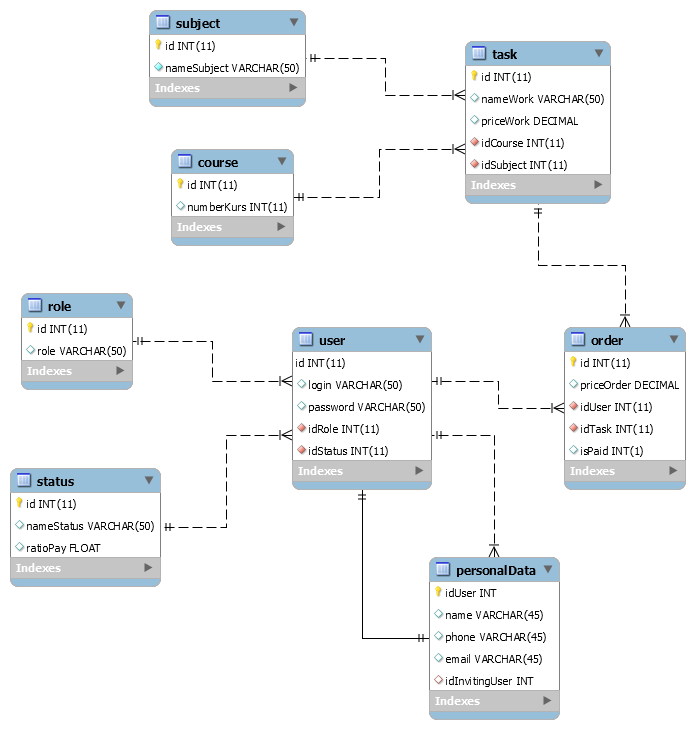 subject
id INT(11)
nameSubject VARCHAR(50)
Indexes
task
id INT(11)
nameWork VARCHAR(50)
priceWork DECIMAL
idCourse INT(11)
idSubject INT(11)
Indexes
course
id INT(11)
numberKurs INT(11)
Indexes
role
id INT(11)
role VARCHAR(50)
Indexes
user
id INT(11)
login VARCHAR(50)
password VARCHAR(50)
idRole INT(11)
idStatus INT(11)
Indexes
order
id INT(11)
priceOrder DECIMAL
idUser INT(11)
idTask INT(11)
isPaid INT(1)
Indexes
status
id INT(11)
nameStatus VARCHAR(50)
ratioPay FLOAT
Indexes
personalData
idUser INT
name VARCHAR(45)
phone VARCHAR(45)
email VARCHAR(45)
idInvitingUser INT
Indexes